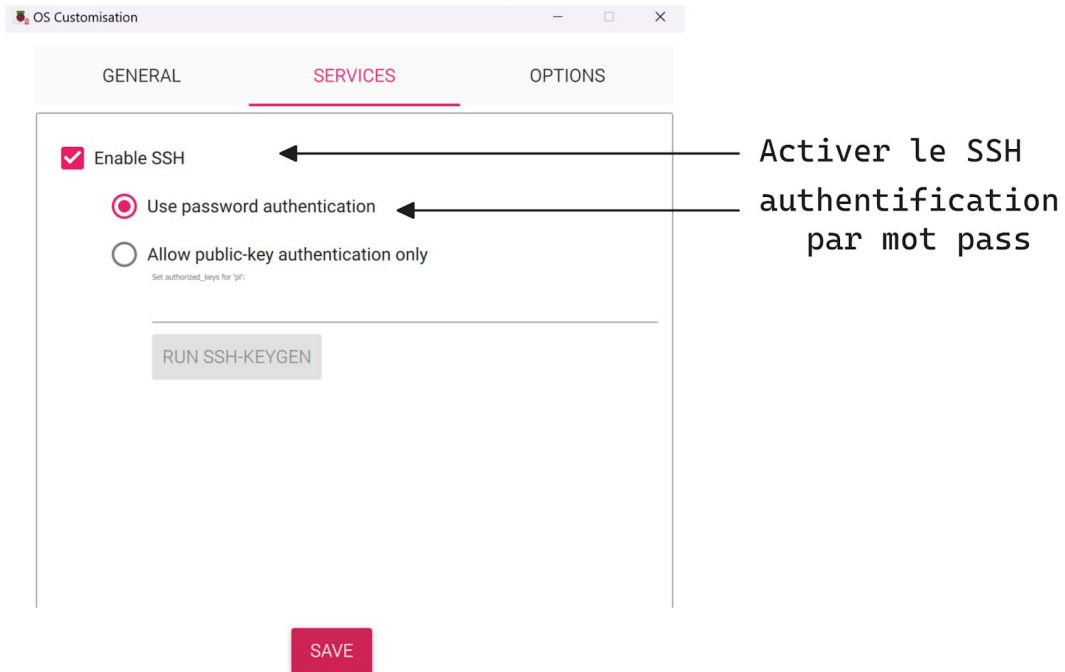 OS Customisation
GENERAL SERVICES OPTIONS
Enable SSH
Activer le SSH
Use password authentication
authentification
par mot pass
Allow public-key authentication only
Set authorized_keys for 'pi':
RUN SSH-KEYGEN
SAVE